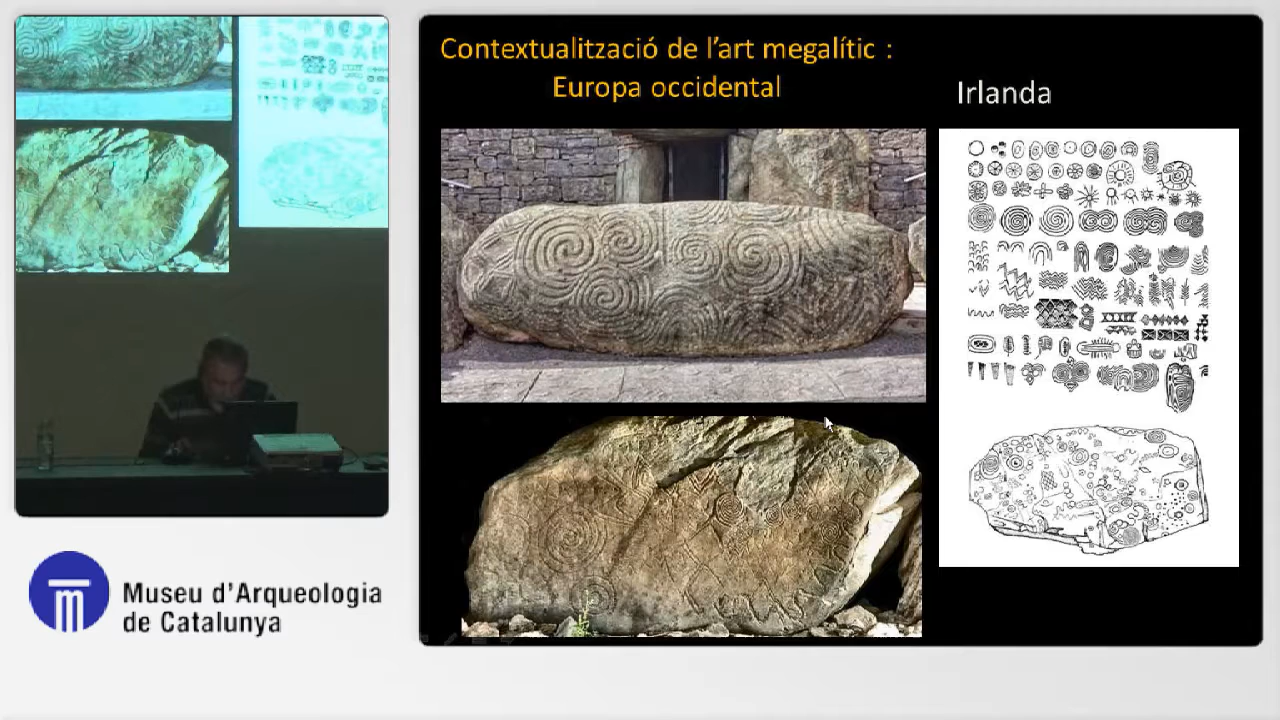 Contextualització de l'art megalític :
Europa occidental
Irlanda
Museu d'Arqueologia
de Catalunya